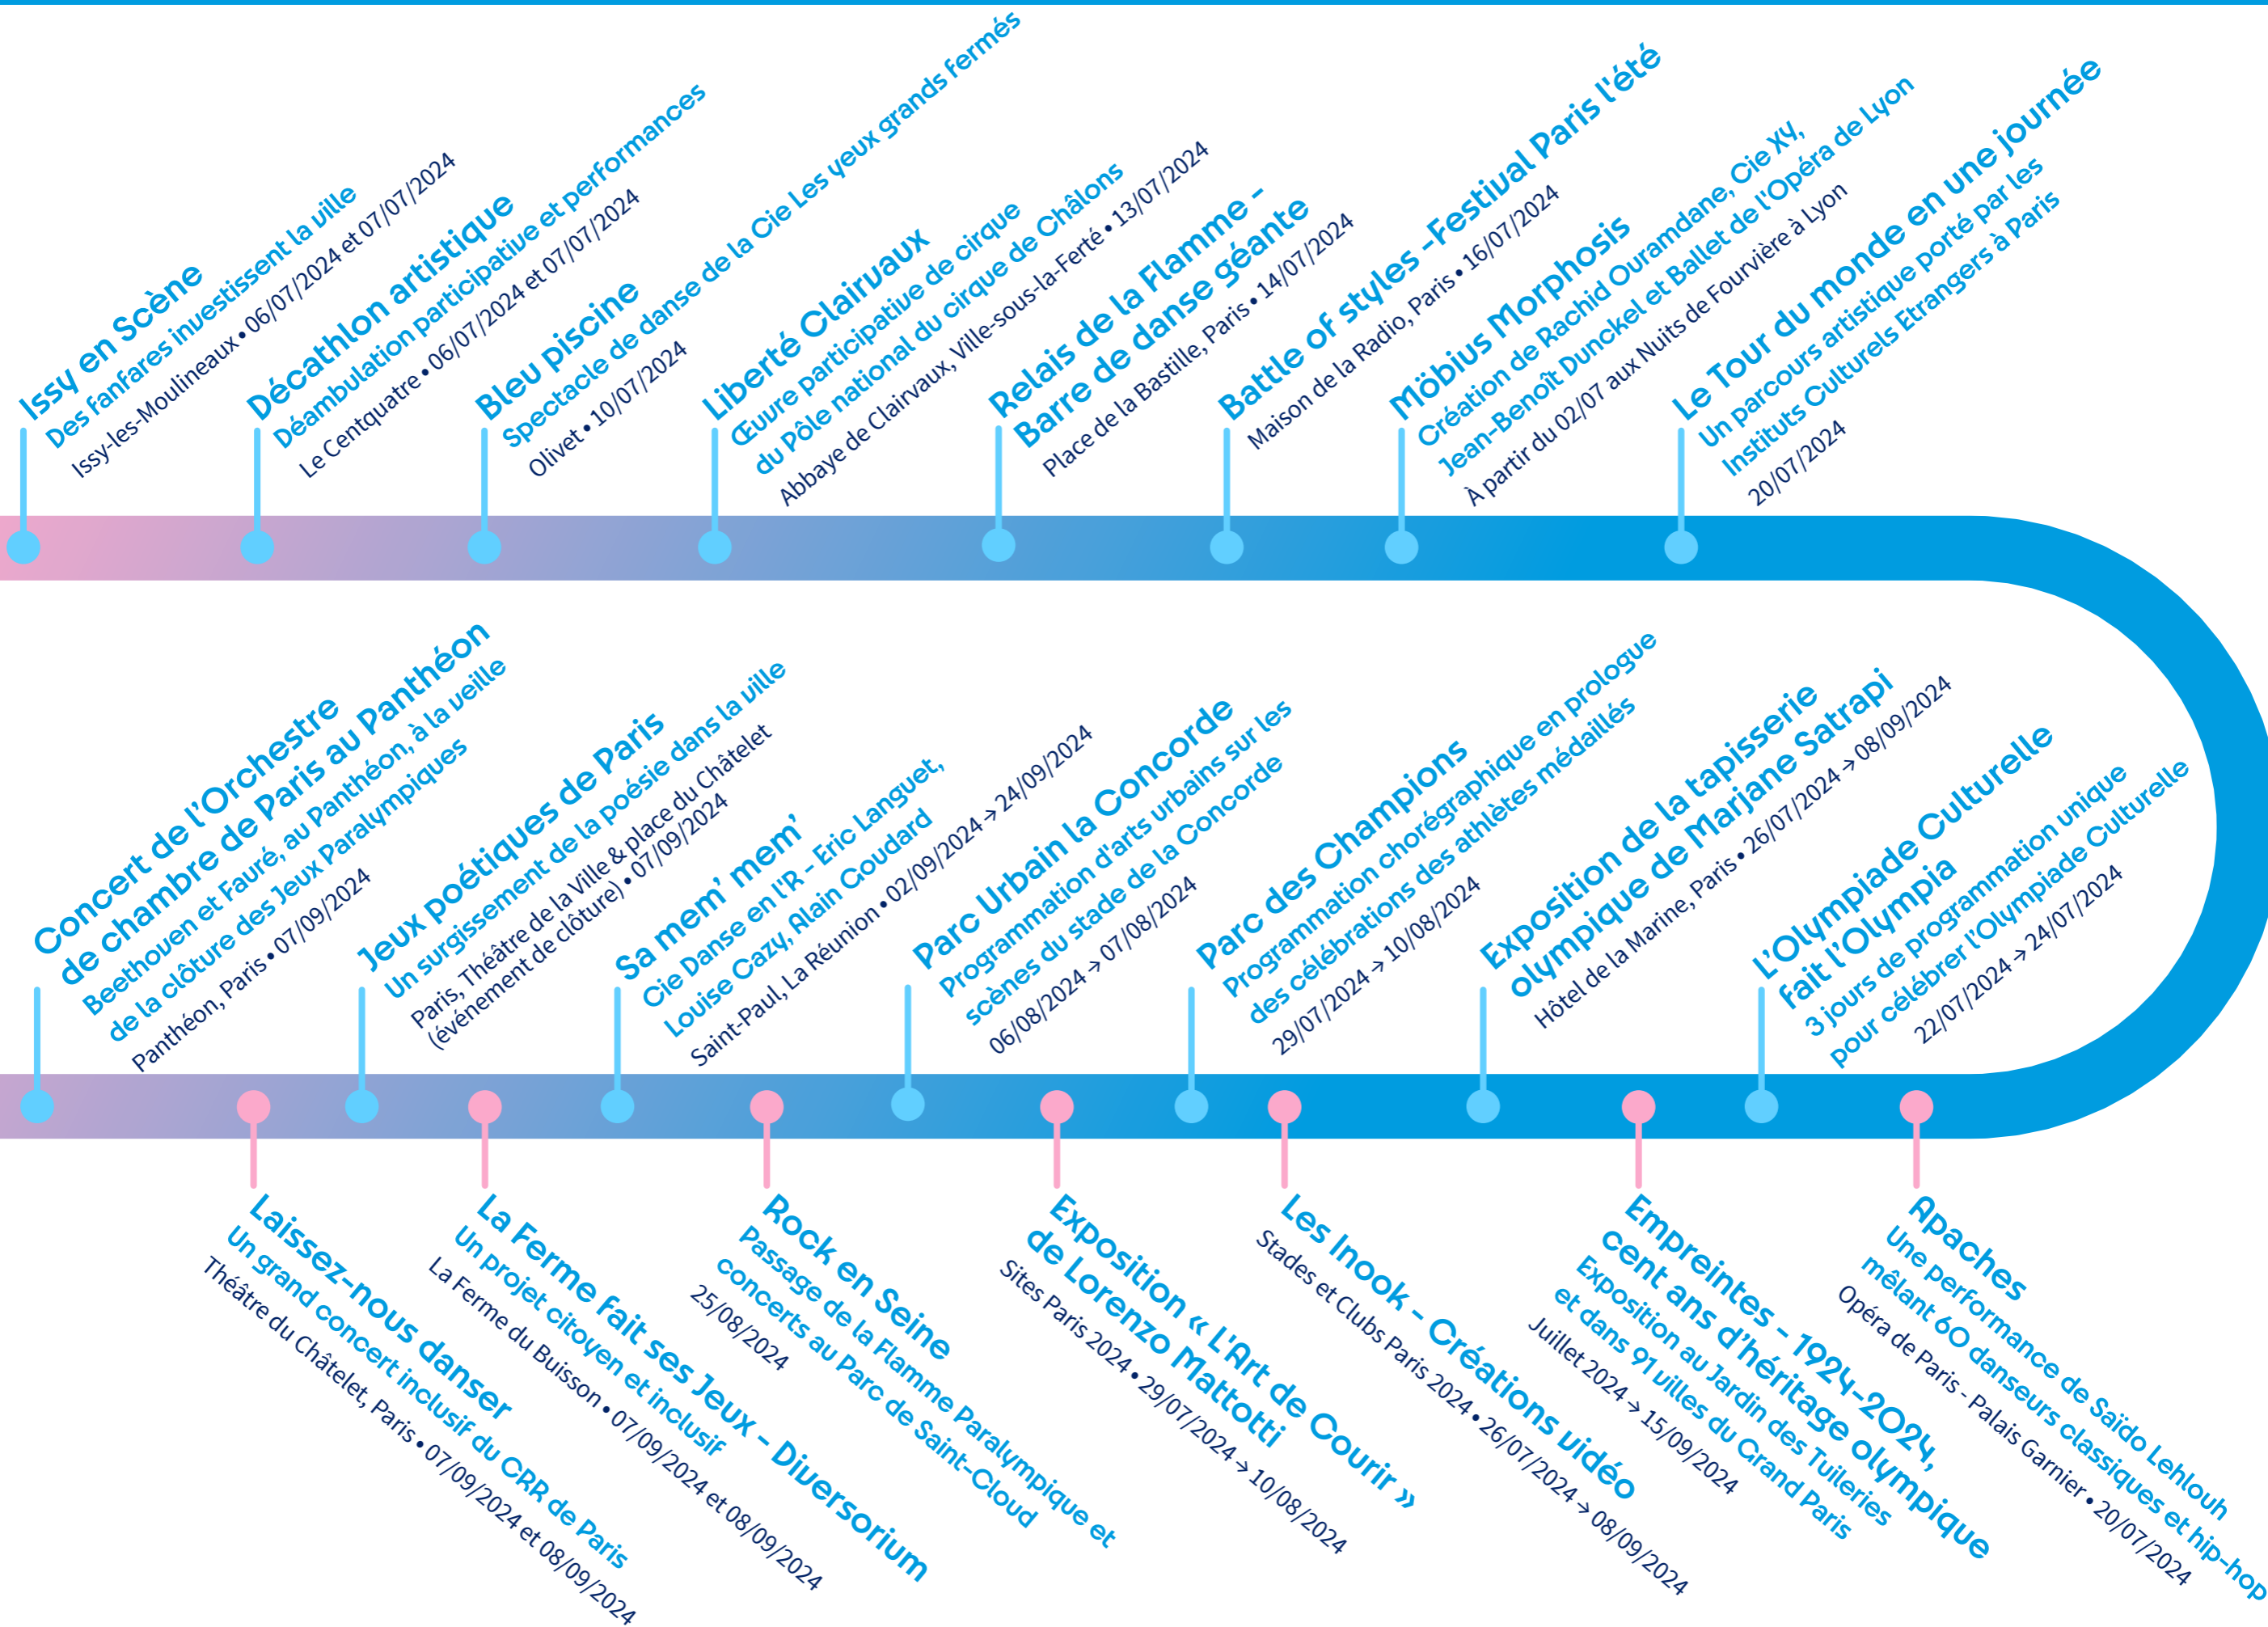 Issy en Scène
Des fanfares investissent la ville
Issy-les-Moulineaux • 06/07/2024 et 07/07/2024
Décathlon artistique
Déambulation participative et performances
Le Centquatre • 06/07/2024 et 07/07/2024
Bleu piscine
Spectacle de danse de la Cie Les yeux grands fermés
Olivet • 10/07/2024
Liberté Clairvaux
Œuvre participative de cirque
du Pôle national du cirque de Châlons
Abbaye de Clairvaux, Ville-sous-la-Ferté • 13/07/2024
Relais de la Flamme -
Barre de danse géante
Place de la Bastille, Paris • 14/07/2024
Battle of styles -Festival Paris l'été
Maison de la Radio, Paris • 16/07/2024
Möbius Morphosis
Création de Rachid Ouramdane, Cie XY,
Jean-Benoît Dunckel et Ballet de l'Opéra de Lyon
À partir du 02/07 aux Nuits de Fourvière à Lyon
Le Tour du monde en une journée
Un parcours artistique porté par les
Instituts Culturels Etrangers à Paris
20/07/2024
Concert de l'Orchestre
de chambre de Paris au Panthéon
Beethoven et Fauré, au Panthéon, à la veille
de la clôture des Jeux Paralympiques
Panthéon, Paris • 07/09/2024
Jeux poétiques de Paris
Un surgissement de la poésie dans la ville
Paris, Théâtre de la Ville & place du Châtelet
(événement de clôture) • 07/09/2024
Sa mem' mem'
Cie Danse en l'R - Eric Languet,
Louise Cazy, Alain Coudard
Saint-Paul, La Réunion • 02/09/2024 → 24/09/2024
Parc Urbain la Concorde
Programmation d'arts urbains sur les
scènes du stade de la Concorde
06/08/2024 → 07/08/2024
Parc des Champions
Programmation chorégraphique en prologue
des célébrations des athlètes médaillés
29/07/2024 → 10/08/2024
Exposition de la tapisserie
olympique de Marjane Satrapi
Hôtel de la Marine, Paris • 26/07/2024 → 08/09/2024
L'Olympiade Culturelle
fait l'Olympia
3 jours de programmation unique
pour célébrer l'Olympiade Culturelle
22/07/2024 → 24/07/2024
Laissez-nous danser
Un grand concert inclusif du CRR de Paris
Théâtre du Châtelet, Paris • 07/09/2024 et 08/09/2024
La Ferme fait ses Jeux - Diversorium
Un projet citoyen et inclusif
La Ferme du Buisson • 07/09/2024 et 08/09/2024
Rock en Seine
Passage de la Flamme Paralympique et
concerts au Parc de Saint-Cloud
25/08/2024
Exposition « L'Art de Courir »
de Lorenzo Mattotti
Sites Paris 2024 • 29/07/2024 → 10/08/2024
Les Inook - Créations vidéo
Stades et Clubs Paris 2024 • 26/07/2024 → 08/09/2024
Empreintes - 1924-2024,
cent ans d'héritage olympique
Exposition au Jardin des Tuileries
et dans 91 villes du Grand Paris
Juillet 2024 → 15/09/2024
Apaches
Une performance de Saïdo Lehlouh
mêlant 60 danseurs classiques et hip-hop
Opéra de Paris - Palais Garnier • 20/07/2024